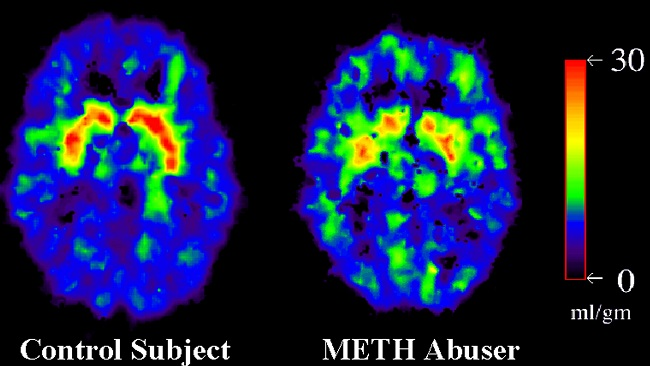 30
0
ml/gm
Control Subject
METH Abuser